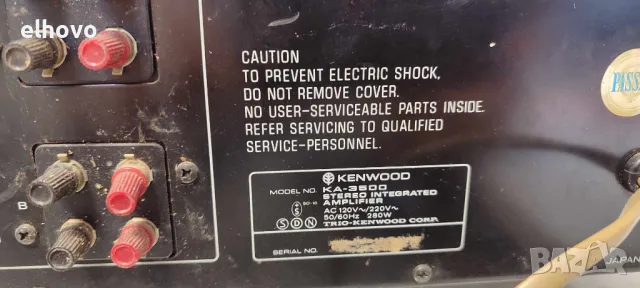 elhovo
CAUTION
TO PREVENT ELECTRIC SHOCK,
DO NOT REMOVE COVER.
NO USER-SERVICEABLE PARTS INSIDE.
REFER SERVICING TO QUALIFIED
SERVICE-PERSONNEL.
KENWOOD
MODEL NO. KA-3500
STEREO INTEGRATED
AMPLIFIER
AC 120V~/220V~
50/60Hz 280W
TRIO-KENWOOD CORP.
S D N
SERIAL NO.
B
JAPAN
BAZAR